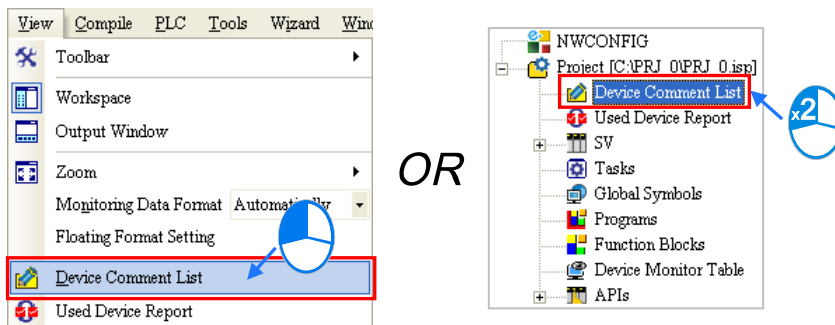 View Compile PLC Tools Wizard
Toolbar
Workspace
Output Window
Zoom
Monitoring Data Format Automatically
Floating Format Setting
Device Comment List
Used Device Report
OR
NWCONFIG
Project [C:\PRJ_0\PRJ_0.isp]
Device Comment List
x2
Used Device Report
SV
Tasks
Global Symbols
Programs
Function Blocks
Device Monitor Table
APIs